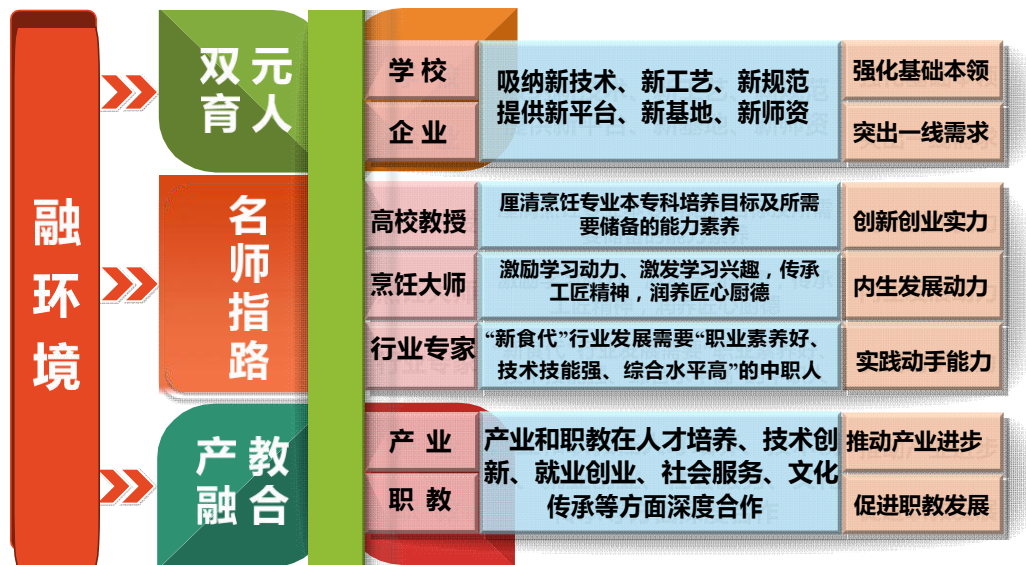 融
环
境
双 元
育 人
学 校
企 业
吸纳新技术、新工艺、新规范
提供新平台、新基地、新师资
强化基础本领
突出一线需求
名
师
指
路
高校教授
厘清烹饪专业本专科培养目标及所需
要储备的能力素养
创新创业实力
烹饪大师
激励学习动力、激发学习兴趣，传承
工匠精神，润养匠心厨德
内生发展动力
行业专家
“新食代”行业发展需要“职业素养好、
技术技能强、综合水平高”的中职人
实践动手能力
产 教
融 合
产 业
职 教
产业和职教在人才培养、技术创
新、就业创业、社会服务、文化
传承等方面深度合作
推动产业进步
促进职教发展